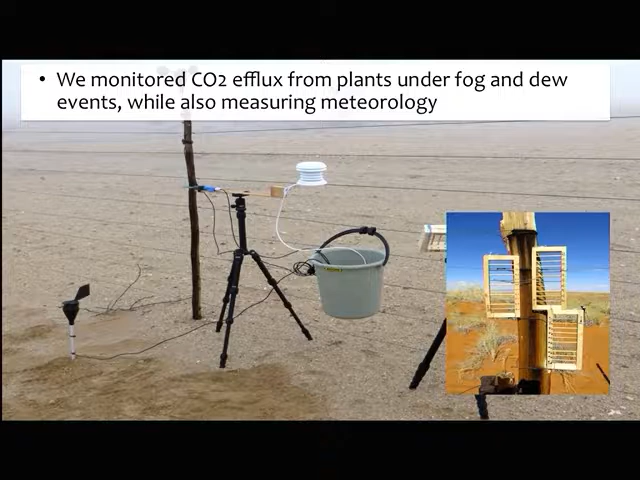 • We monitored CO2 efflux from plants under fog and dew
events, while also measuring meteorology